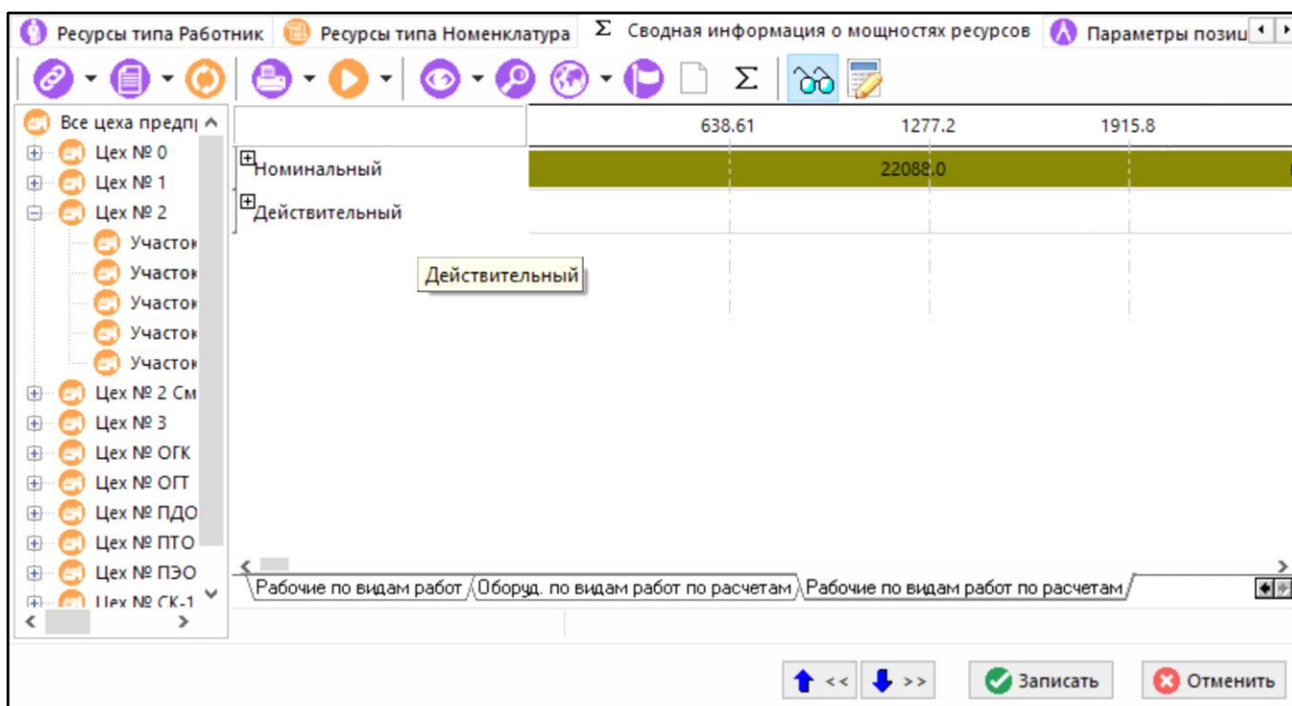 Ресурсы типа Работник Ресурсы типа Номенклатура Σ Сводная информация о мощностях ресурсов Параметры позиц
Σ
Все цеха предпр
638.61 1277.2 1915.8
Цех № 0
Номинальный 22088.0
Цех № 1
Цех № 2
Действительный
Участок
Действительный
Участок
Участок
Участок
Участок
Цех № 2 См
Цех № 3
Цех № ОГК
Цех № ОГТ
Цех № ПДО
Цех № ПТО
Цех № ПЭО
Рабочие по видам работ Оборуд. по видам работ по расчетам Рабочие по видам работ по расчетам
Цех № СК-1
<< >> Записать Отменить